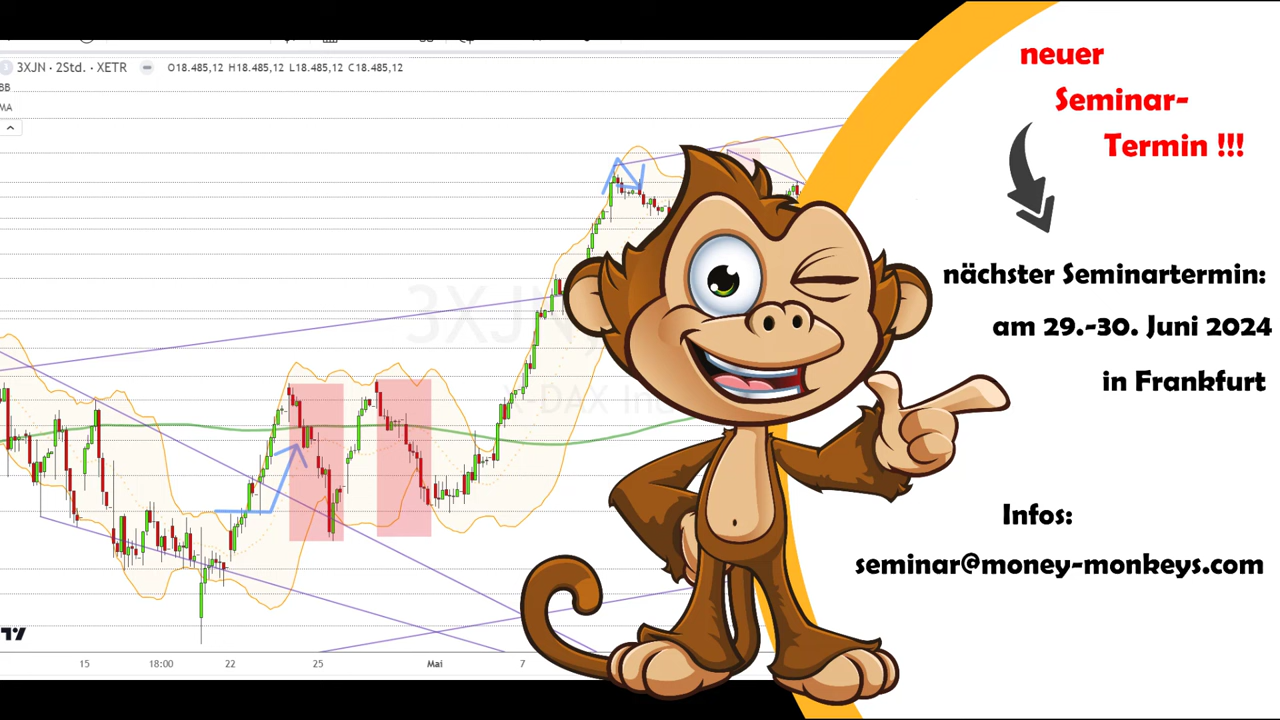 3XJN · 2Std. · XETR O18.485,12 H18.485,12 L18.485,12 C18.485,12
BB
MA
3XJN
X-DAX
15 18:00 22 25 Mai 7
neuer
Seminar-
Termin !!!
nächster Seminartermin:
am 29.-30. Juni 2024
in Frankfurt
Infos:
seminar@money-monkeys.com